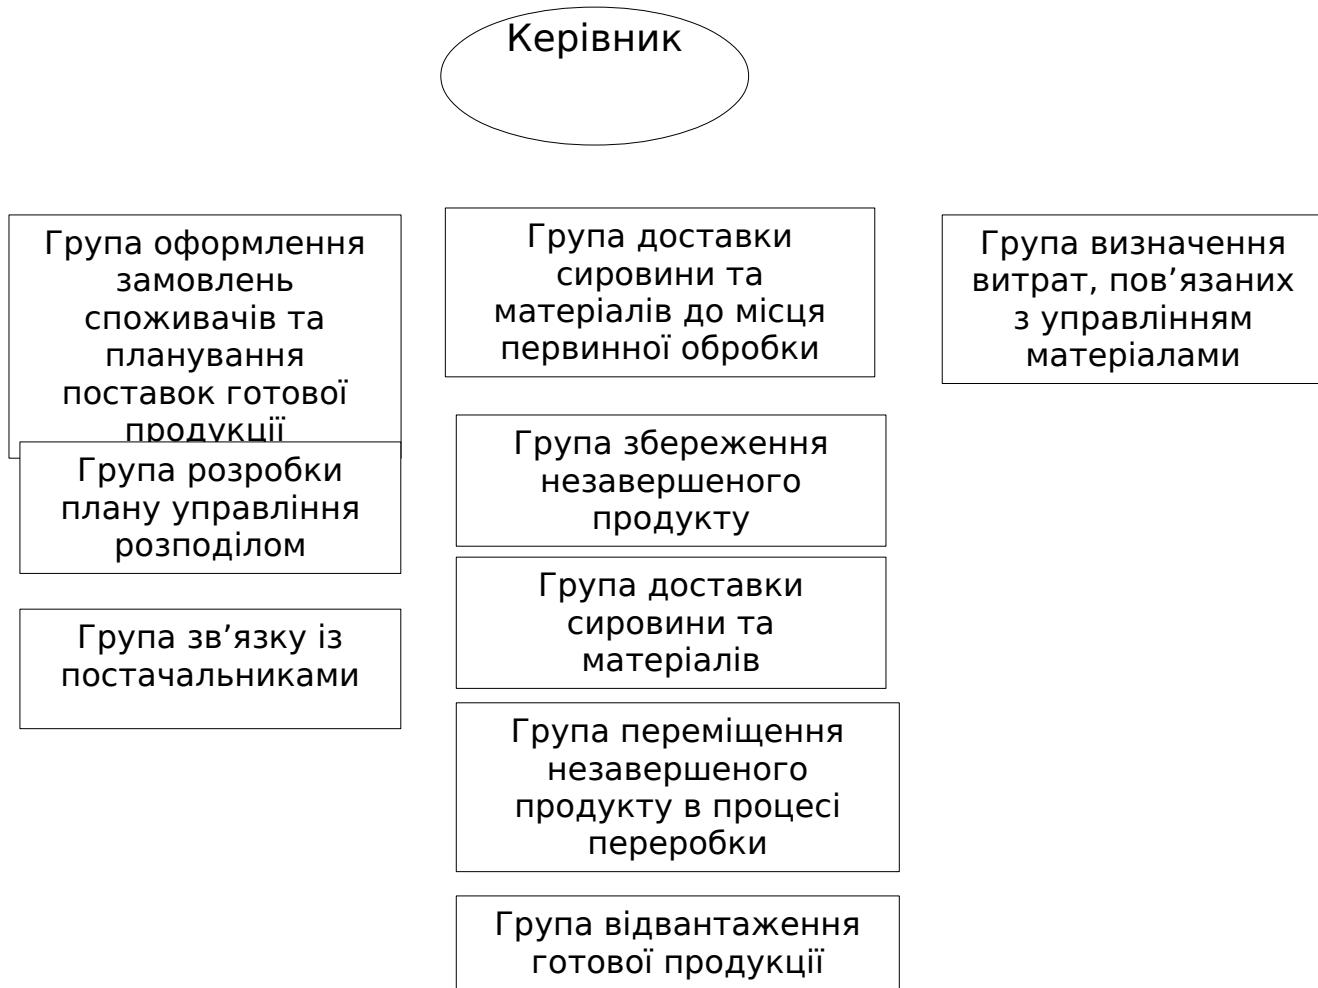 Керівник
Група оформлення
замовлень
споживачів та
планування
поставок готової
продукції
Група розробки
плану управління
розподілом
Група зв’язку із
постачальниками
Група доставки
сировини та
матеріалів до місця
первинної обробки
Група збереження
незавершеного
продукту
Група доставки
сировини та
матеріалів
Група переміщення
незавершеного
продукту в процесі
переробки
Група відвантаження
готової продукції
Група визначення
витрат, пов’язаних
з управлінням
матеріалами